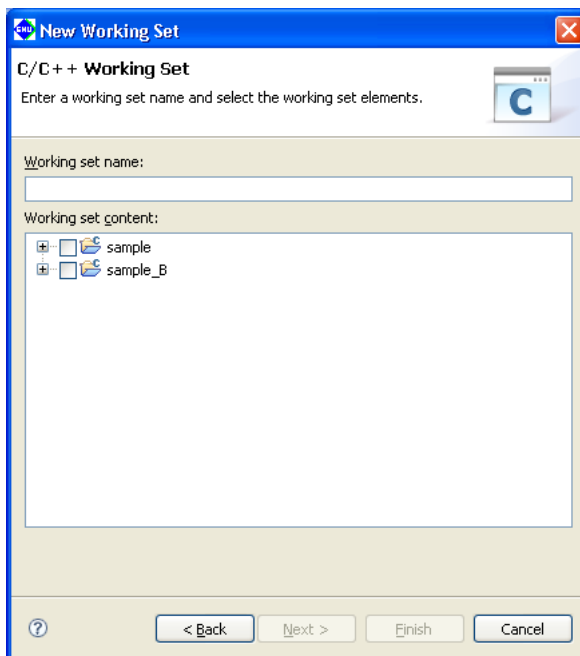 GNU New Working Set
C/C++ Working Set
Enter a working set name and select the working set elements.
C
Working set name:
Working set content:
C sample
C sample_B
?
< Back Next > Finish Cancel